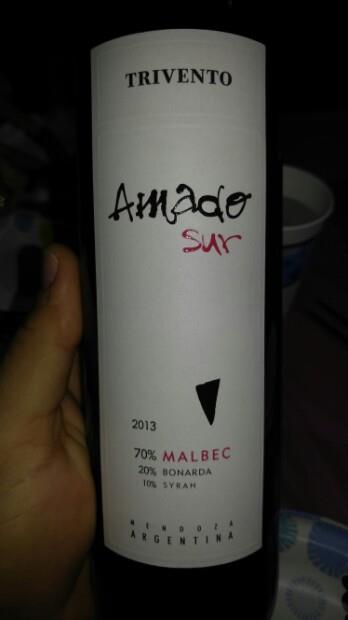 TRIVENTO
Amado
sur
2013
70% MALBEC
20% BONARDA
10% SYRAH
MENDOZA
ARGENTINA